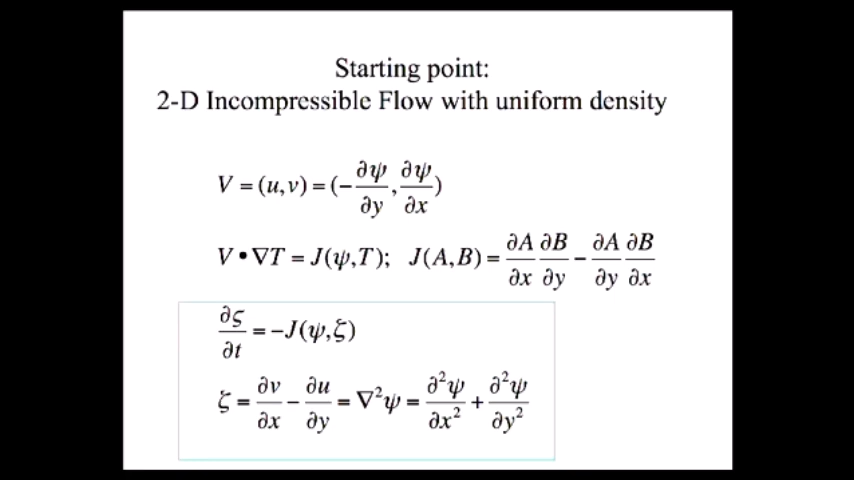 Starting point:
2-D Incompressible Flow with uniform density
V = (u,v) = (-∂ψ/∂y, ∂ψ/∂x)
V • ∇T = J(ψ,T); J(A,B) = ∂A/∂x ∂B/∂y - ∂A/∂y ∂B/∂x
∂ς/∂t = -J(ψ,ζ)
ζ = ∂v/∂x - ∂u/∂y = ∇²ψ = ∂²ψ/∂x² + ∂²ψ/∂y²